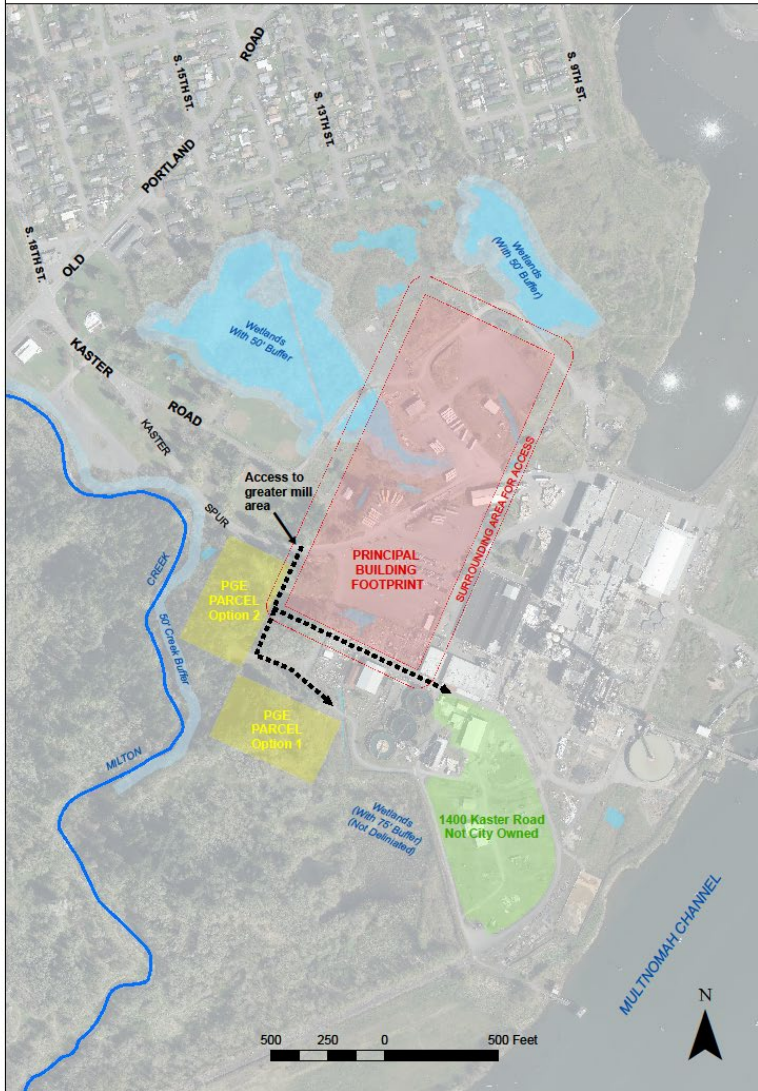 S. 15TH ST.
ROAD
S. 13TH ST.
S. 9TH ST.
PORTLAND
S. 18TH ST.
OLD
Wetlands
(With 50' Buffer)
Wetlands
With 50' Buffer
KASTER
ROAD
KASTER
SPUR
Access to
greater mill
area
SURROUNDING AREA FOR ACCESS
PRINCIPAL
BUILDING
FOOTPRINT
CREEK
50' Creek Buffer
MILTON
PGE
PARCEL
Option 2
PGE
PARCEL
Option 1
Wetlands
(With 75' Buffer)
(Not Deliniated)
1400 Kaster Road
Not City Owned
MULTNOMAH CHANNEL
N
500 250 0 500 Feet